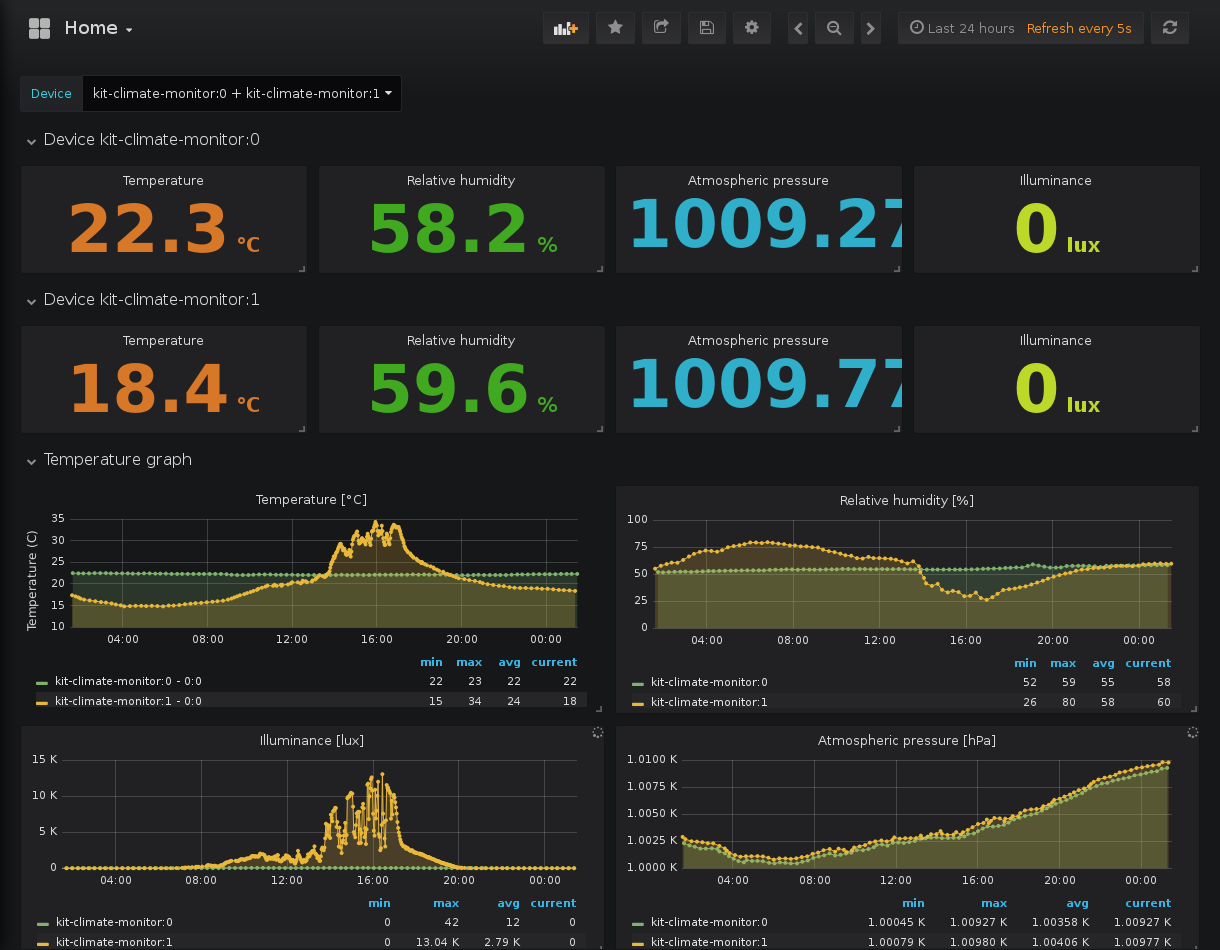 Home
Last 24 hours Refresh every 5s
Device kit-climate-monitor:0 + kit-climate-monitor:1
Device kit-climate-monitor:0
Temperature Relative humidity Atmospheric pressure Illuminance
22.3 °C 58.2 % 1009.27 0 lux
Device kit-climate-monitor:1
Temperature Relative humidity Atmospheric pressure Illuminance
18.4 °C 59.6 % 1009.77 0 lux
Temperature graph
Temperature [°C]
Temperature (C)
35
30
25
20
15
10
04:00 08:00 12:00 16:00 20:00 00:00
min max avg current
kit-climate-monitor:0 - 0:0 22 23 22 22
kit-climate-monitor:1 - 0:0 15 34 24 18
Relative humidity [%]
100
75
50
25
0
04:00 08:00 12:00 16:00 20:00 00:00
min max avg current
kit-climate-monitor:0 52 59 55 58
kit-climate-monitor:1 26 80 58 60
Illuminance [lux]
15 K
10 K
5 K
0
04:00 08:00 12:00 16:00 20:00 00:00
min max avg current
kit-climate-monitor:0 0 42 12 0
kit-climate-monitor:1 0 13.04 K 2.79 K 0
Atmospheric pressure [hPa]
1.0100 K
1.0075 K
1.0050 K
1.0025 K
1.0000 K
04:00 08:00 12:00 16:00 20:00 00:00
min max avg current
kit-climate-monitor:0 1.00045 K 1.00927 K 1.00358 K 1.00927 K
kit-climate-monitor:1 1.00079 K 1.00980 K 1.00406 K 1.00977 K